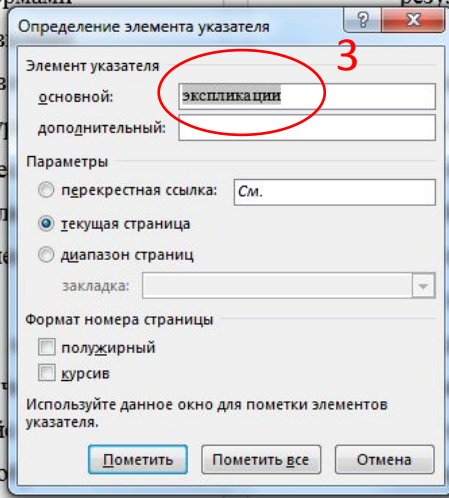 Определение элемента указателя
3
Элемент указателя
основной: экспликации
дополнительный:
Параметры
перекрестная ссылка: См.
текущая страница
диапазон страниц
закладка:
Формат номера страницы
полужирный
курсив
Используйте данное окно для пометки элементов
указателя.
Пометить Пометить все Отмена